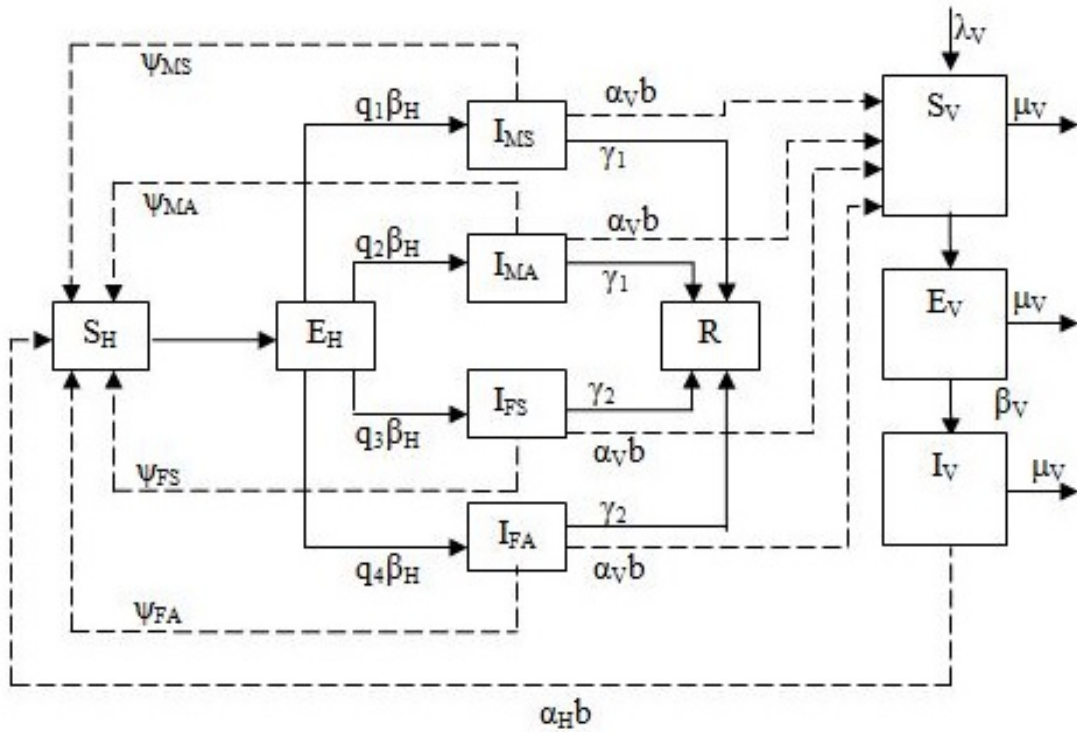 λV
ψMS
αVb
SV
μV
q1βH
IMS
γ1
ψMA
αVb
q2βH
IMA
γ1
EV
μV
SH
EH
R
IFS
γ2
βV
q3βH
αVb
IV
μV
ψFS
IFA
γ2
q4βH
αVb
ψFA
αHb